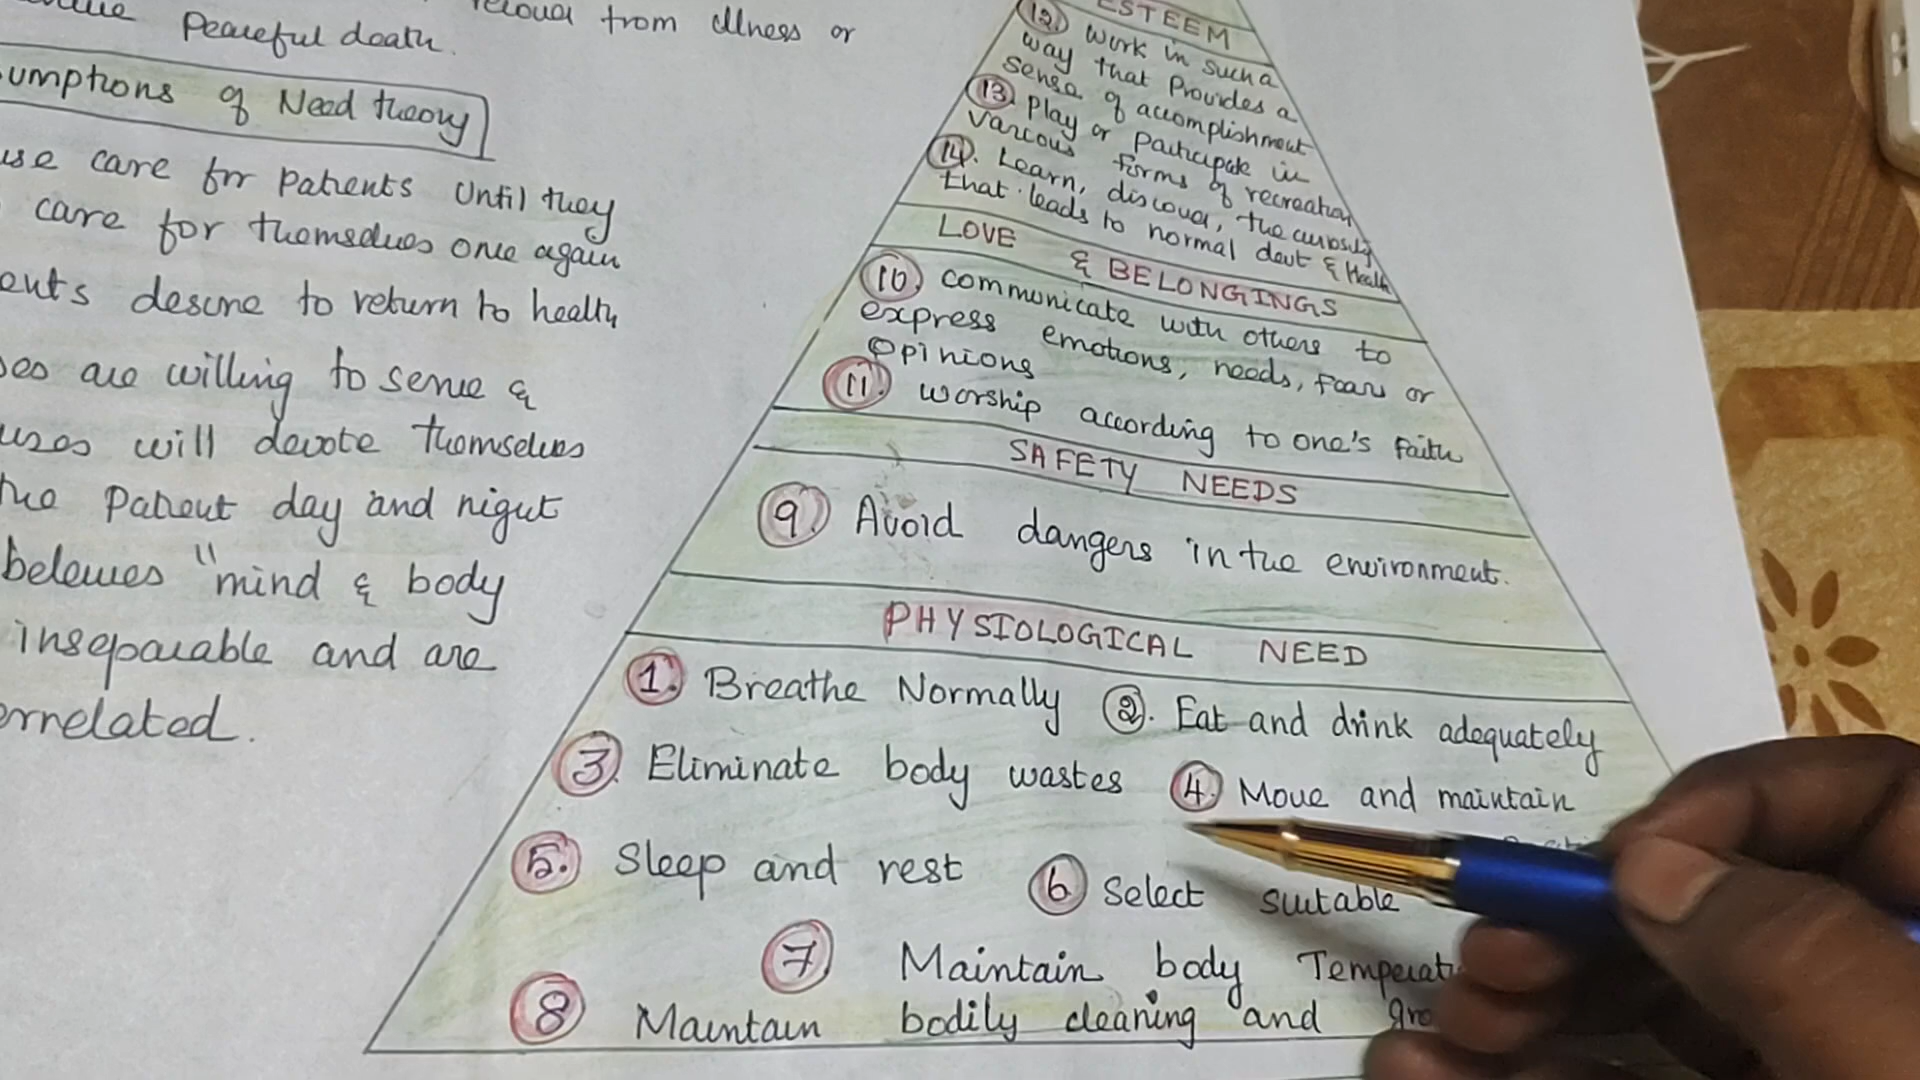 Peaceful death.
from illness or
umptions of Need theory
use care for patients until they
care for themselves once again
ents desire to return to health
ses are willing to serve &
urses will devote themselves
the patient day and night
believes "mind & body
inseparable and are
errelated.
ESTEEM
12. Work in such a
way that provides a
sense of accomplishment
13. Play or participate in
various forms of recreation
14. Learn, discover, the curiosity
that leads to normal devt & Health
LOVE & BELONGINGS
10. communicate with others to
express emotions, needs, fears or
opinions
11. worship according to one's faith
SAFETY NEEDS
9. Avoid dangers in the environment.
PHYSIOLOGICAL NEED
1. Breathe Normally 2. Eat and drink adequately
3. Eliminate body wastes 4. Move and maintain
5. Sleep and rest 6 select suitable
7 Maintain body Temperat
8 Maintain bodily cleaning and gro